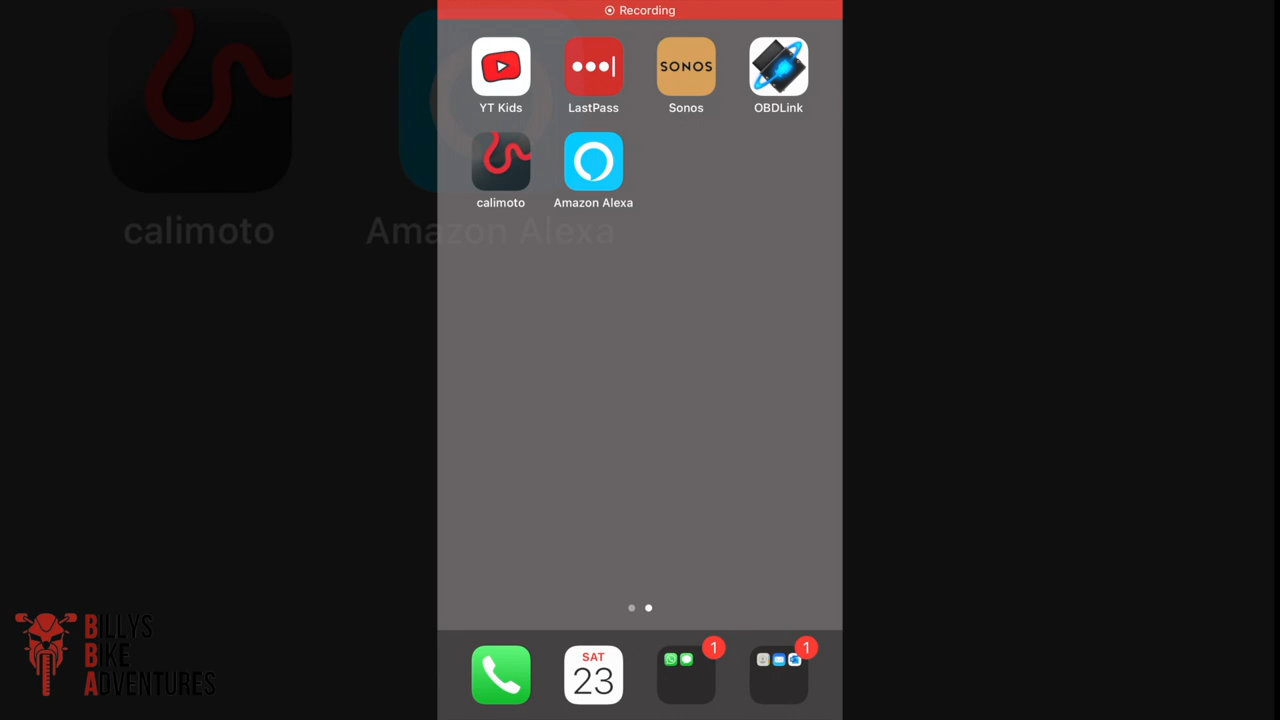 Recording
SONOS
YT Kids
LastPass
Sonos
OBDLink
calimoto
Amazon Alexa
calimoto
Amazon Alexa
1
1
SAT
23
BILLYS
BIKE
ADVENTURES